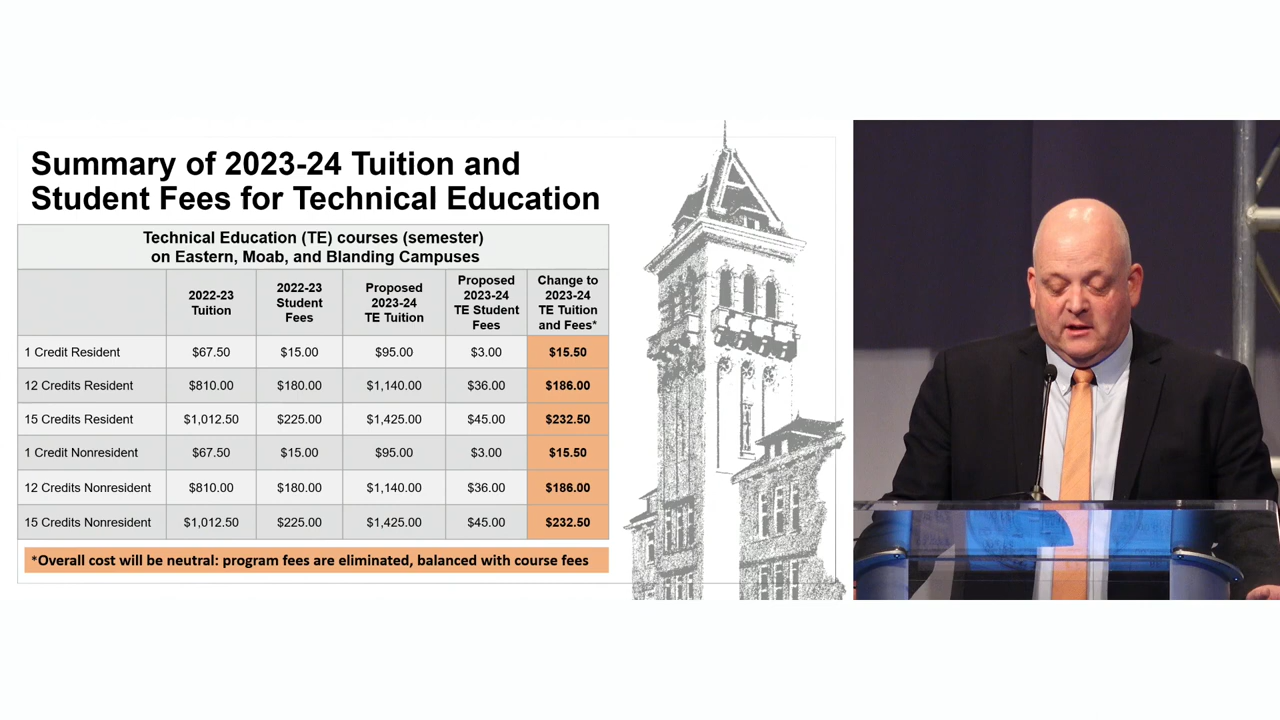 Summary of 2023-24 Tuition and
Student Fees for Technical Education
Technical Education (TE) courses (semester)
on Eastern, Moab, and Blanding Campuses
2022-23
Tuition
2022-23
Student
Fees
Proposed
2023-24
TE Tuition
Proposed
2023-24
TE Student
Fees
Change to
2023-24
TE Tuition
and Fees*
1 Credit Resident $67.50 $15.00 $95.00 $3.00 $15.50
12 Credits Resident $810.00 $180.00 $1,140.00 $36.00 $186.00
15 Credits Resident $1,012.50 $225.00 $1,425.00 $45.00 $232.50
1 Credit Nonresident $67.50 $15.00 $95.00 $3.00 $15.50
12 Credits Nonresident $810.00 $180.00 $1,140.00 $36.00 $186.00
15 Credits Nonresident $1,012.50 $225.00 $1,425.00 $45.00 $232.50
*Overall cost will be neutral: program fees are eliminated, balanced with course fees